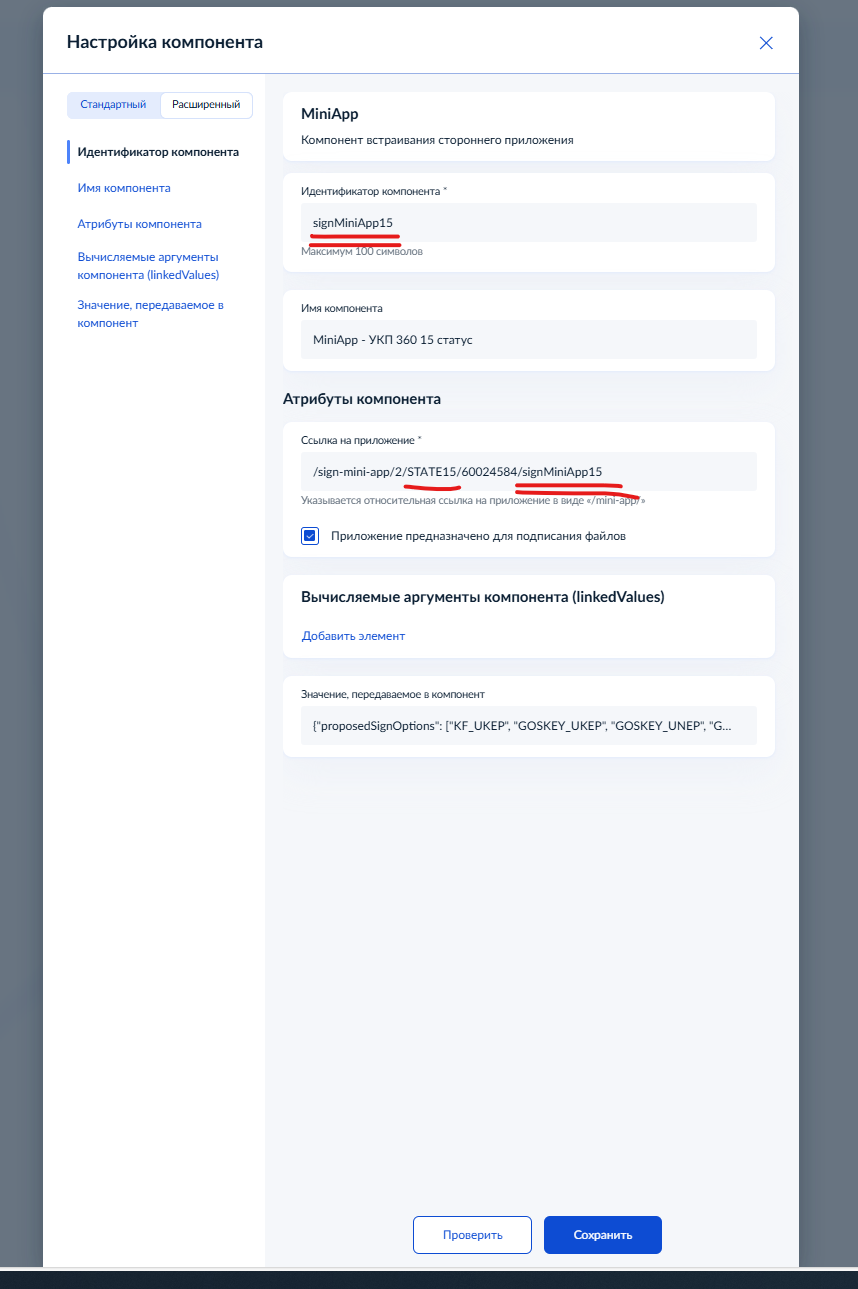 Настройка компонента
Стандартный
Расширенный
Идентификатор компонента
Имя компонента
Атрибуты компонента
Вычисляемые аргументы
компонента (linkedValues)
Значение, передаваемое в
компонент
MiniApp
Компонент встраивания стороннего приложения
Идентификатор компонента *
signMiniApp15
Максимум 100 символов
Имя компонента
MiniApp - УКП 360 15 статус
Атрибуты компонента
Ссылка на приложение *
/sign-mini-app/2/STATE15/60024584/signMiniApp15
Указывается относительная ссылка на приложение в виде «/mini-app/»
Приложение предназначено для подписания файлов
Вычисляемые аргументы компонента (linkedValues)
Добавить элемент
Значение, передаваемое в компонент
{"proposedSignOptions": ["KF_UKEP", "GOSKEY_UKEP", "GOSKEY_UNEP", "G...
Проверить
Сохранить